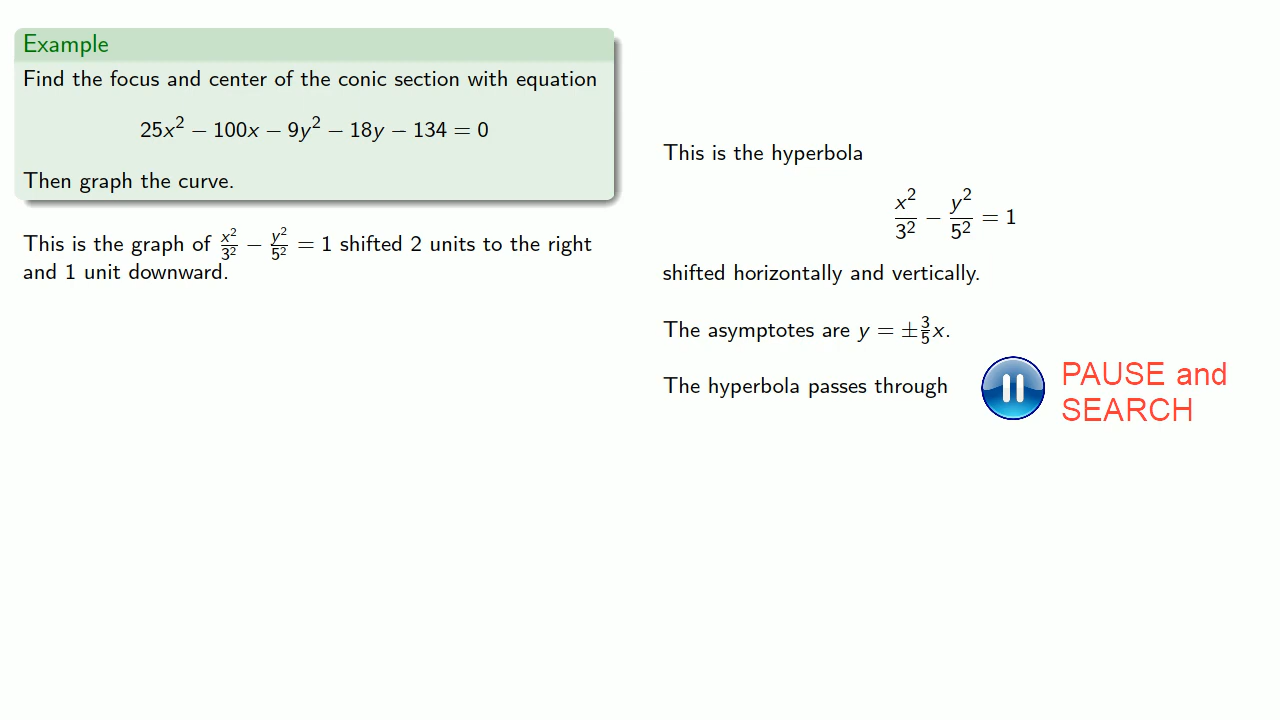 Example
Find the focus and center of the conic section with equation
25x² − 100x − 9y² − 18y − 134 = 0
Then graph the curve.
This is the graph of x²/3² − y²/5² = 1 shifted 2 units to the right
and 1 unit downward.
This is the hyperbola
x²/3² − y²/5² = 1
shifted horizontally and vertically.
The asymptotes are y = ±3/5x.
The hyperbola passes through
PAUSE and
SEARCH